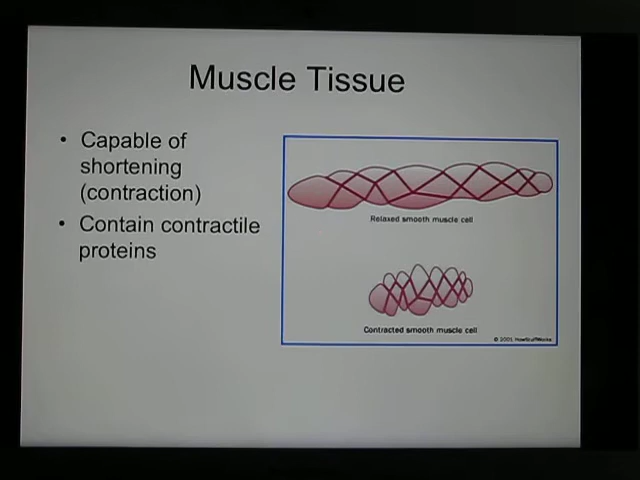 Muscle Tissue
• Capable of
shortening
(contraction)
• Contain contractile
proteins
Relaxed smooth muscle cell
Contracted smooth muscle cell
© 2001 HowStuffWorks